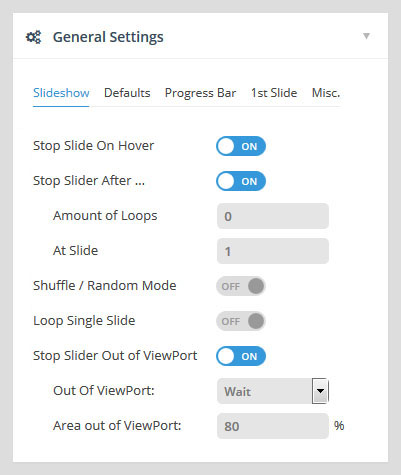 General Settings
Slideshow Defaults Progress Bar 1st Slide Misc.
Stop Slide On Hover ON
Stop Slider After ... ON
Amount of Loops 0
At Slide 1
Shuffle / Random Mode OFF
Loop Single Slide OFF
Stop Slider Out of ViewPort ON
Out Of ViewPort: Wait
Area out of ViewPort: 80 %